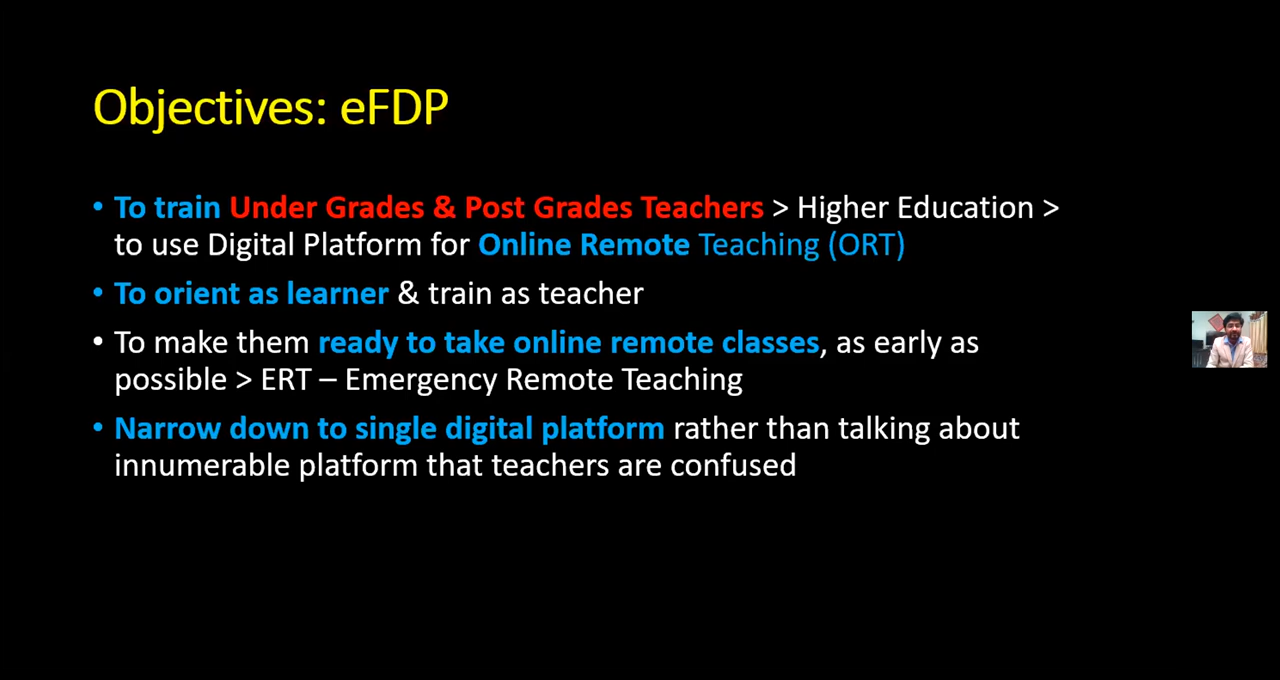 Objectives: eFDP
• To train Under Grades & Post Grades Teachers > Higher Education >
to use Digital Platform for Online Remote Teaching (ORT)
• To orient as learner & train as teacher
• To make them ready to take online remote classes, as early as
possible > ERT – Emergency Remote Teaching
• Narrow down to single digital platform rather than talking about
innumerable platform that teachers are confused